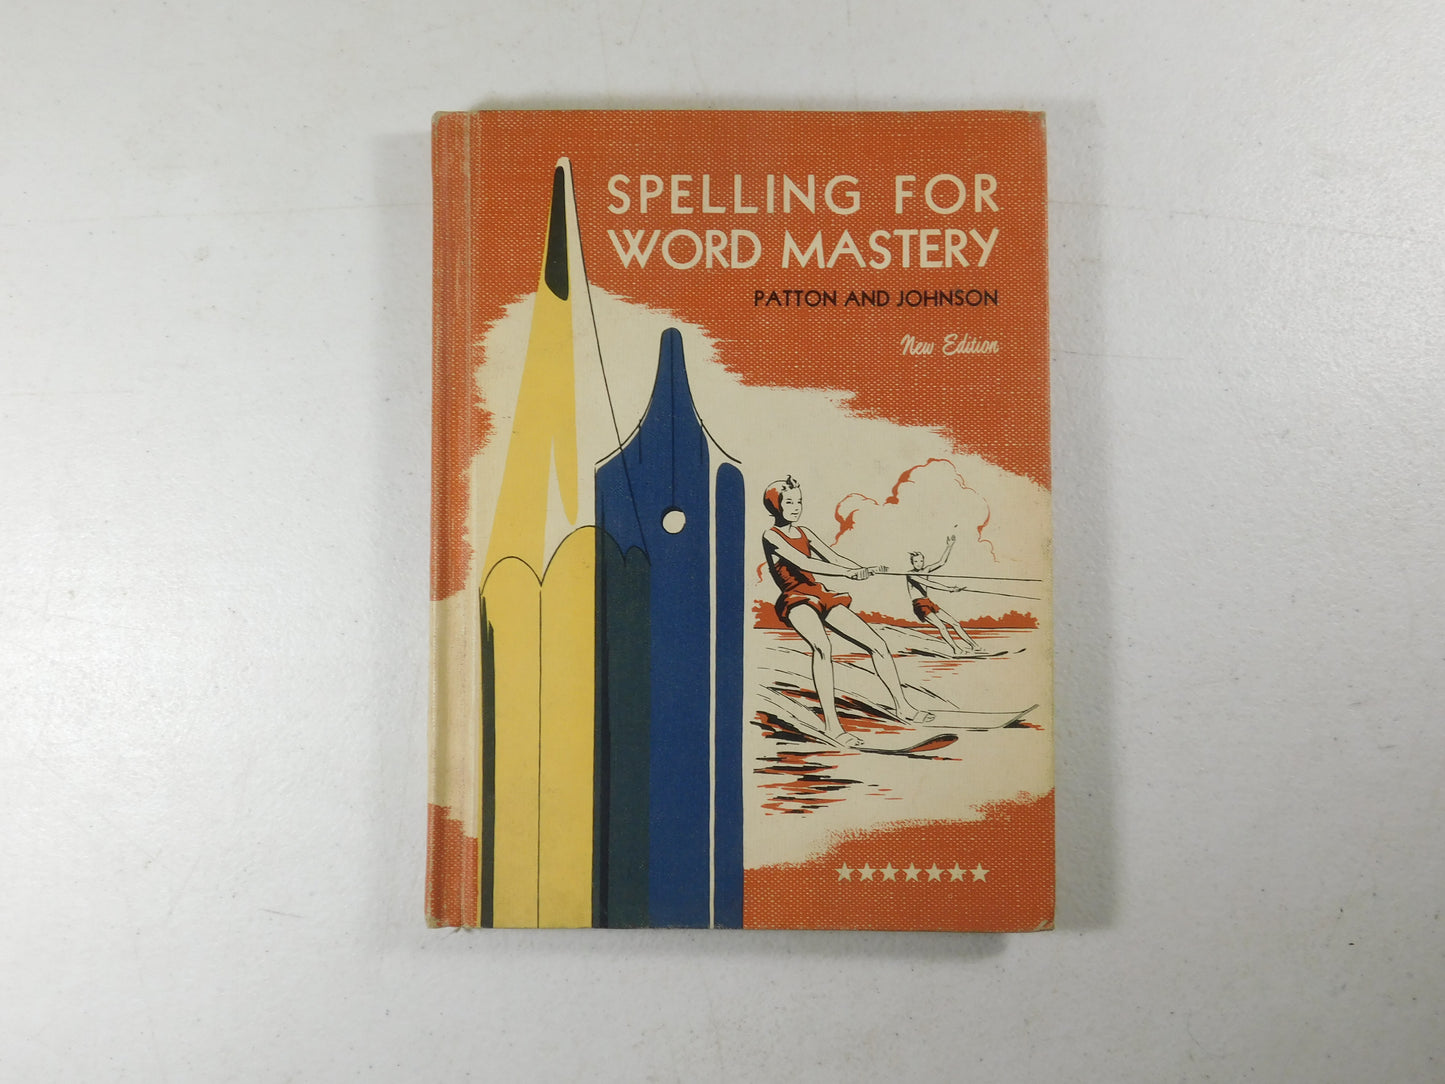 SPELLING FOR
WORD MASTERY
PATTON AND JOHNSON
New Edition